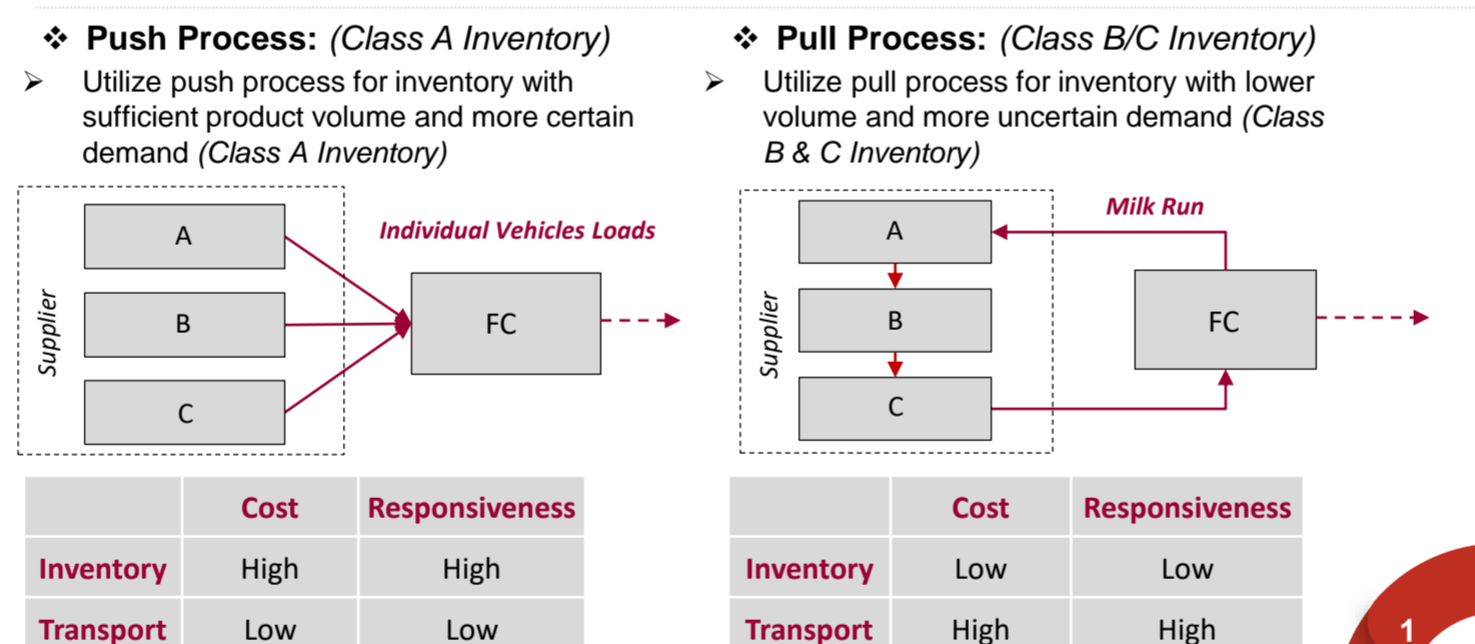 ❖ Push Process: (Class A Inventory)
➢ Utilize push process for inventory with
sufficient product volume and more certain
demand (Class A Inventory)
Supplier
A
B
C
Individual Vehicles Loads
FC
Cost Responsiveness
Inventory High High
Transport Low Low
❖ Pull Process: (Class B/C Inventory)
➢ Utilize pull process for inventory with lower
volume and more uncertain demand (Class
B & C Inventory)
Supplier
A
B
C
Milk Run
FC
Cost Responsiveness
Inventory Low Low
Transport High High
1